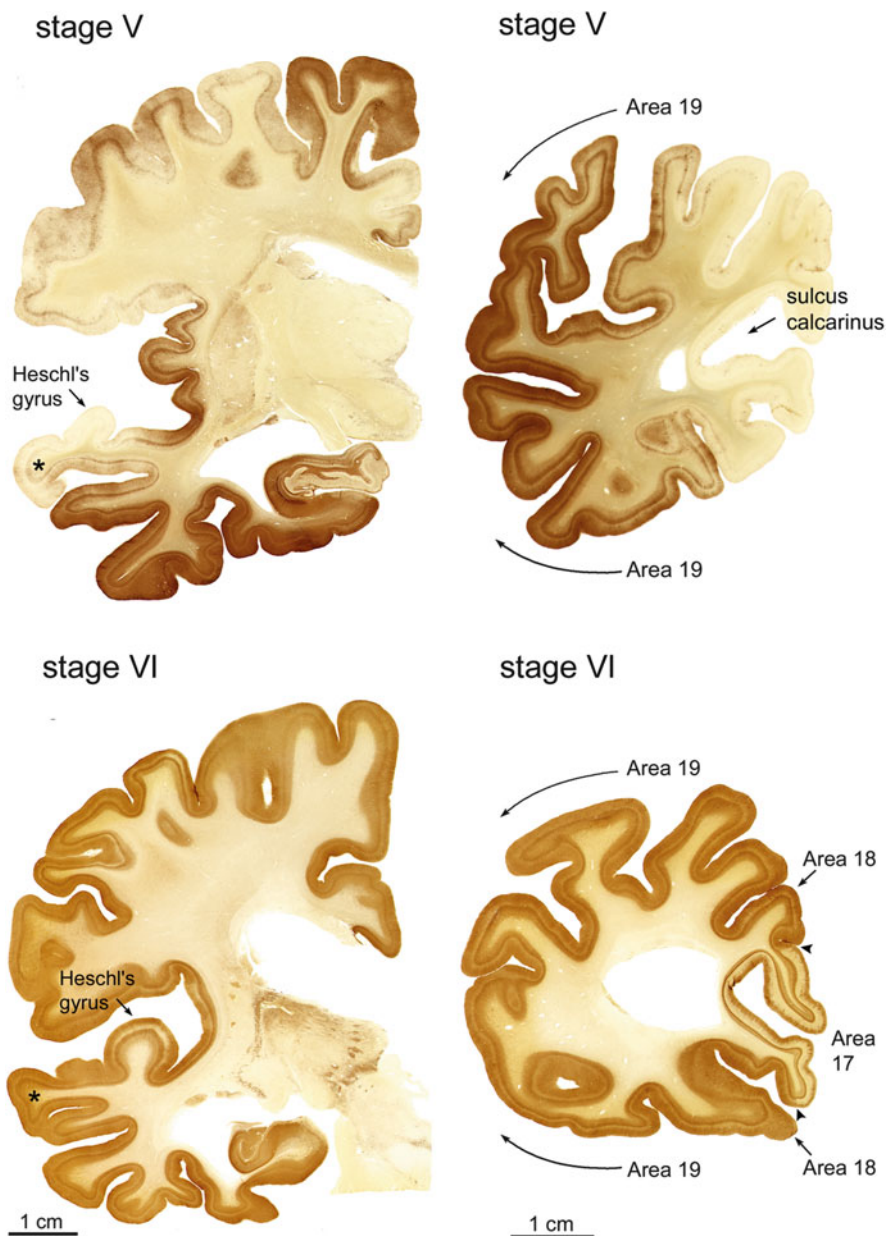 stage V
stage V
Area 19
sulcus
calcarinus
Heschl's
gyrus
*
Area 19
stage VI
stage VI
Area 19
Area 18
Heschl's
gyrus
Area
17
*
Area 18
Area 19
1 cm
1 cm